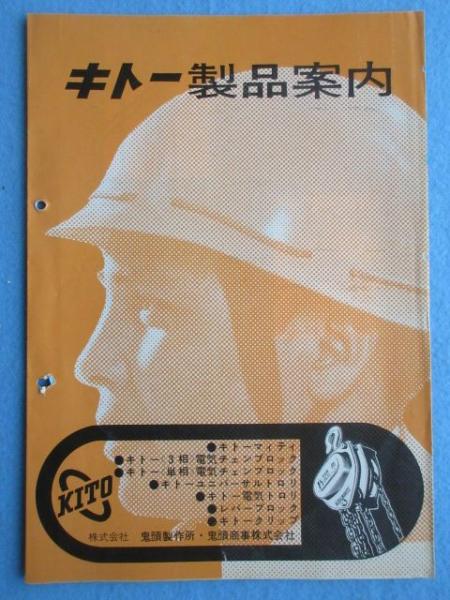 キトー製品案内
●キトーマイティ
●キトー3相電気チェンブロック
●キトー単相電気チェンブロック
●キトーユニバーサルトロリ
●キトー電気トロリ
●レバーブロック
●キトークリップ
KITO
株式会社 鬼頭製作所・鬼頭商事株式会社